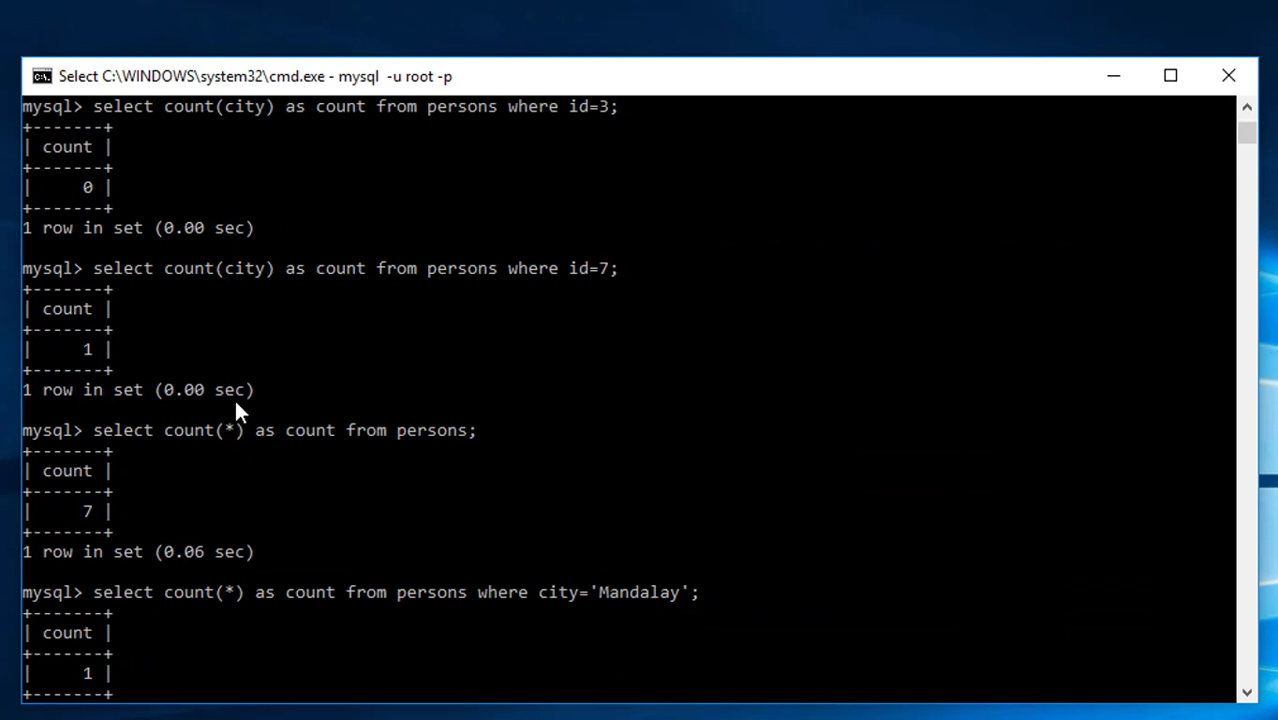 Select C:\WINDOWS\system32\cmd.exe - mysql  -u root -p
mysql> select count(city) as count from persons where id=3;
+-------+
| count |
+-------+
|     0 |
+-------+
1 row in set (0.00 sec)
mysql> select count(city) as count from persons where id=7;
+-------+
| count |
+-------+
|     1 |
+-------+
1 row in set (0.00 sec)
mysql> select count(*) as count from persons;
+-------+
| count |
+-------+
|     7 |
+-------+
1 row in set (0.06 sec)
mysql> select count(*) as count from persons where city='Mandalay';
+-------+
| count |
+-------+
|     1 |
+-------+